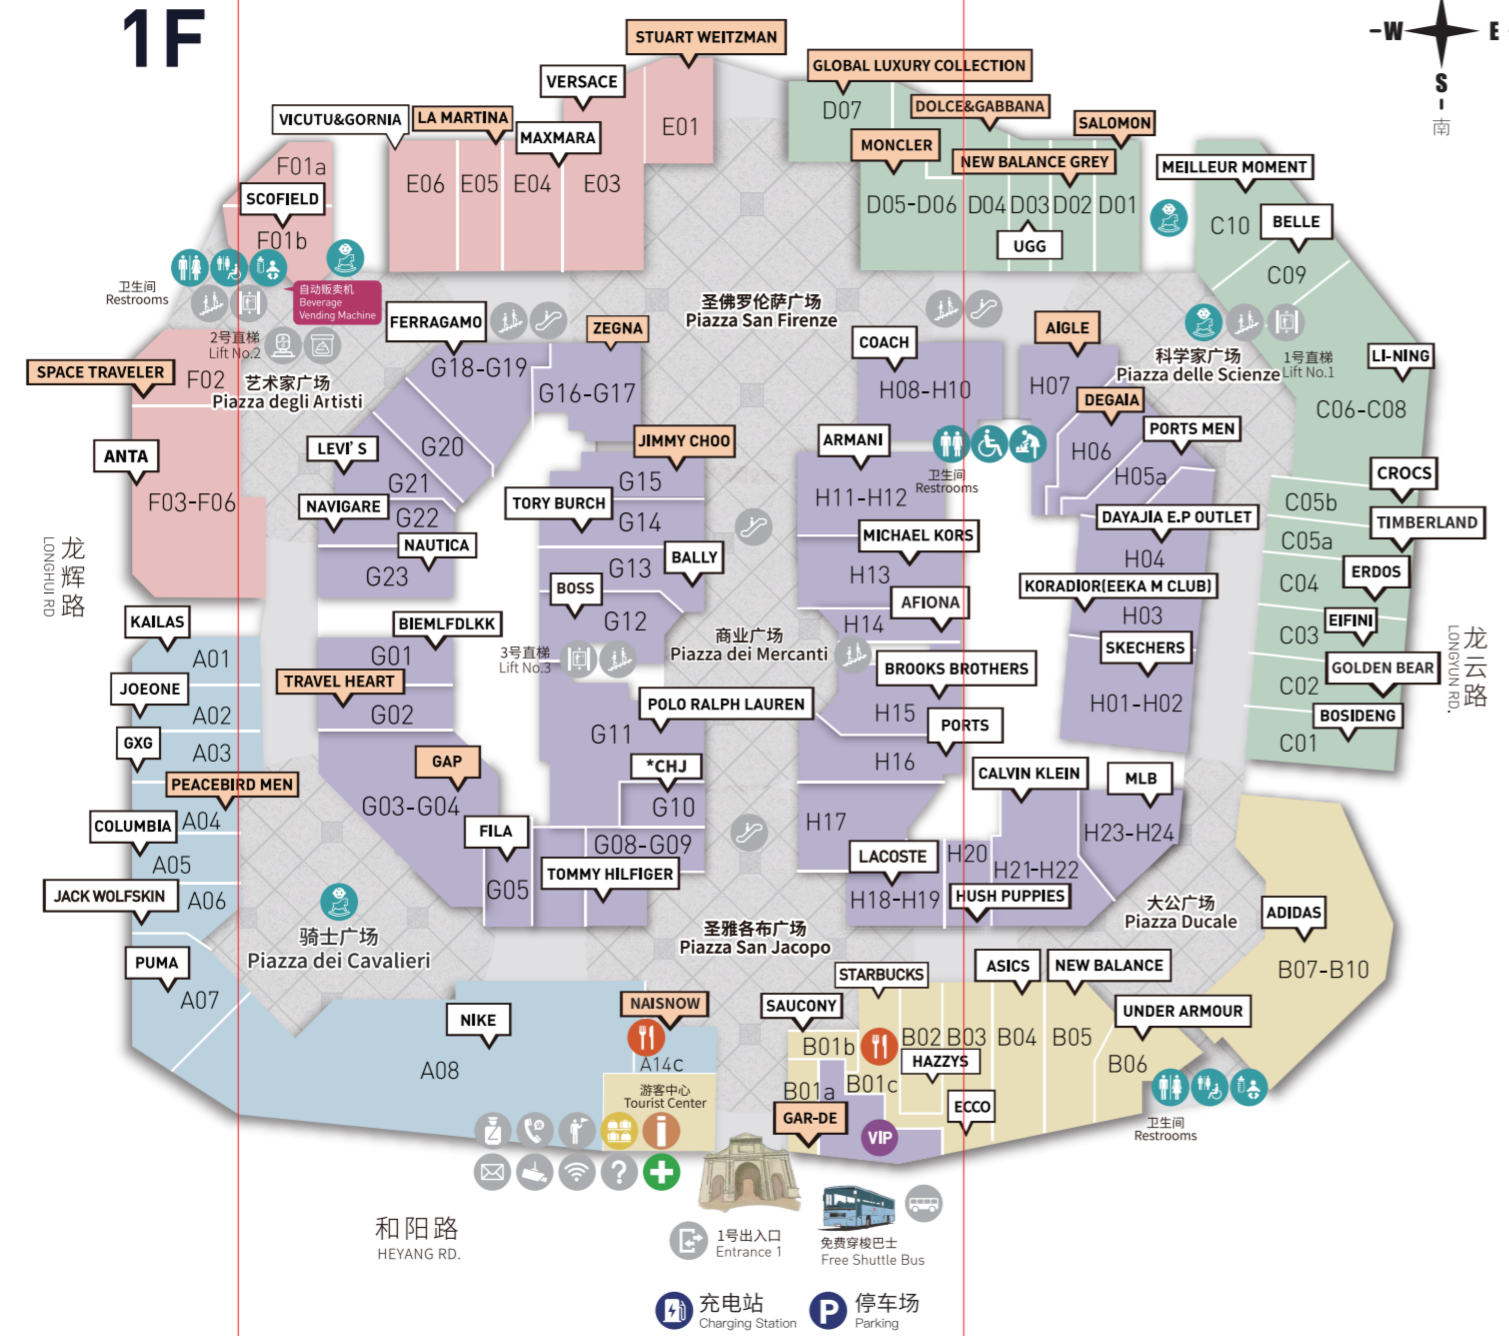 1F
W
E
S
南
STUART WEITZMAN
VERSACE
GLOBAL LUXURY COLLECTION
VICUTU&GORNIA
LA MARTINA
MAXMARA
E01
D07
DOLCE&GABBANA
SALOMON
MONCLER
NEW BALANCE GREY
MEILLEUR MOMENT
F01a
SCOFIELD
F01b
E06
E05
E04
E03
D05-D06
D04
D03
D02
D01
UGG
C10
BELLE
C09
卫生间
Restrooms
自动贩卖机
Beverage
Vending Machine
2号直梯
Lift No.2
FERRAGAMO
ZEGNA
圣佛罗伦萨广场
Piazza San Firenze
COACH
AIGLE
科学家广场
Piazza delle Scienze
1号直梯
Lift No.1
LI-NING
SPACE TRAVELER
F02
艺术家广场
Piazza degli Artisti
G18-G19
G16-G17
H08-H10
H07
DEGAIA
C06-C08
ANTA
LEVI'S
G20
JIMMY CHOO
ARMANI
卫生间
Restrooms
H06
PORTS MEN
H05a
CROCS
F03-F06
G21
G15
H11-H12
C05b
NAVIGARE
G22
TORY BURCH
G14
DAYAJIA E.P OUTLET
TIMBERLAND
NAUTICA
G23
G13
BALLY
MICHAEL KORS
H13
H04
C05a
龙辉路
LONGHUI RD
BOSS
G12
KORADIOR(EEKA M CLUB)
C04
ERDOS
AFIONA
H14
H03
C03
EIFINI
KAILAS
A01
BIEMLFDLKK
G01
3号直梯
Lift No.3
商业广场
Piazza dei Mercanti
SKECHERS
龙云路
LONGYUN RD.
JOEONE
A02
TRAVEL HEART
G02
BROOKS BROTHERS
H15
H01-H02
C02
GOLDEN BEAR
POLO RALPH LAUREN
G11
PORTS
H16
BOSIDENG
C01
GXG
A03
GAP
*CHJ
CALVIN KLEIN
MLB
PEACEBIRD MEN
A04
G03-G04
G10
H17
H23-H24
COLUMBIA
A05
FILA
G05
G08-G09
TOMMY HILFIGER
LACOSTE
H20
H21-H22
JACK WOLFSKIN
A06
H18-H19
HUSH PUPPIES
大公广场
Piazza Ducale
ADIDAS
骑士广场
Piazza dei Cavalieri
圣雅各布广场
Piazza San Jacopo
B07-B10
PUMA
A07
STARBUCKS
ASICS
NEW BALANCE
NIKE
NAISNOW
SAUCONY
UNDER ARMOUR
A08
A14c
B01b
B02
B03
B04
B05
B06
HAZZYS
游客中心
Tourist Center
B01a
B01c
GAR-DE
ECCO
VIP
卫生间
Restrooms
和阳路
HEYANG RD.
1号出入口
Entrance 1
免费穿梭巴士
Free Shuttle Bus
充电站
Charging Station
P
停车场
Parking